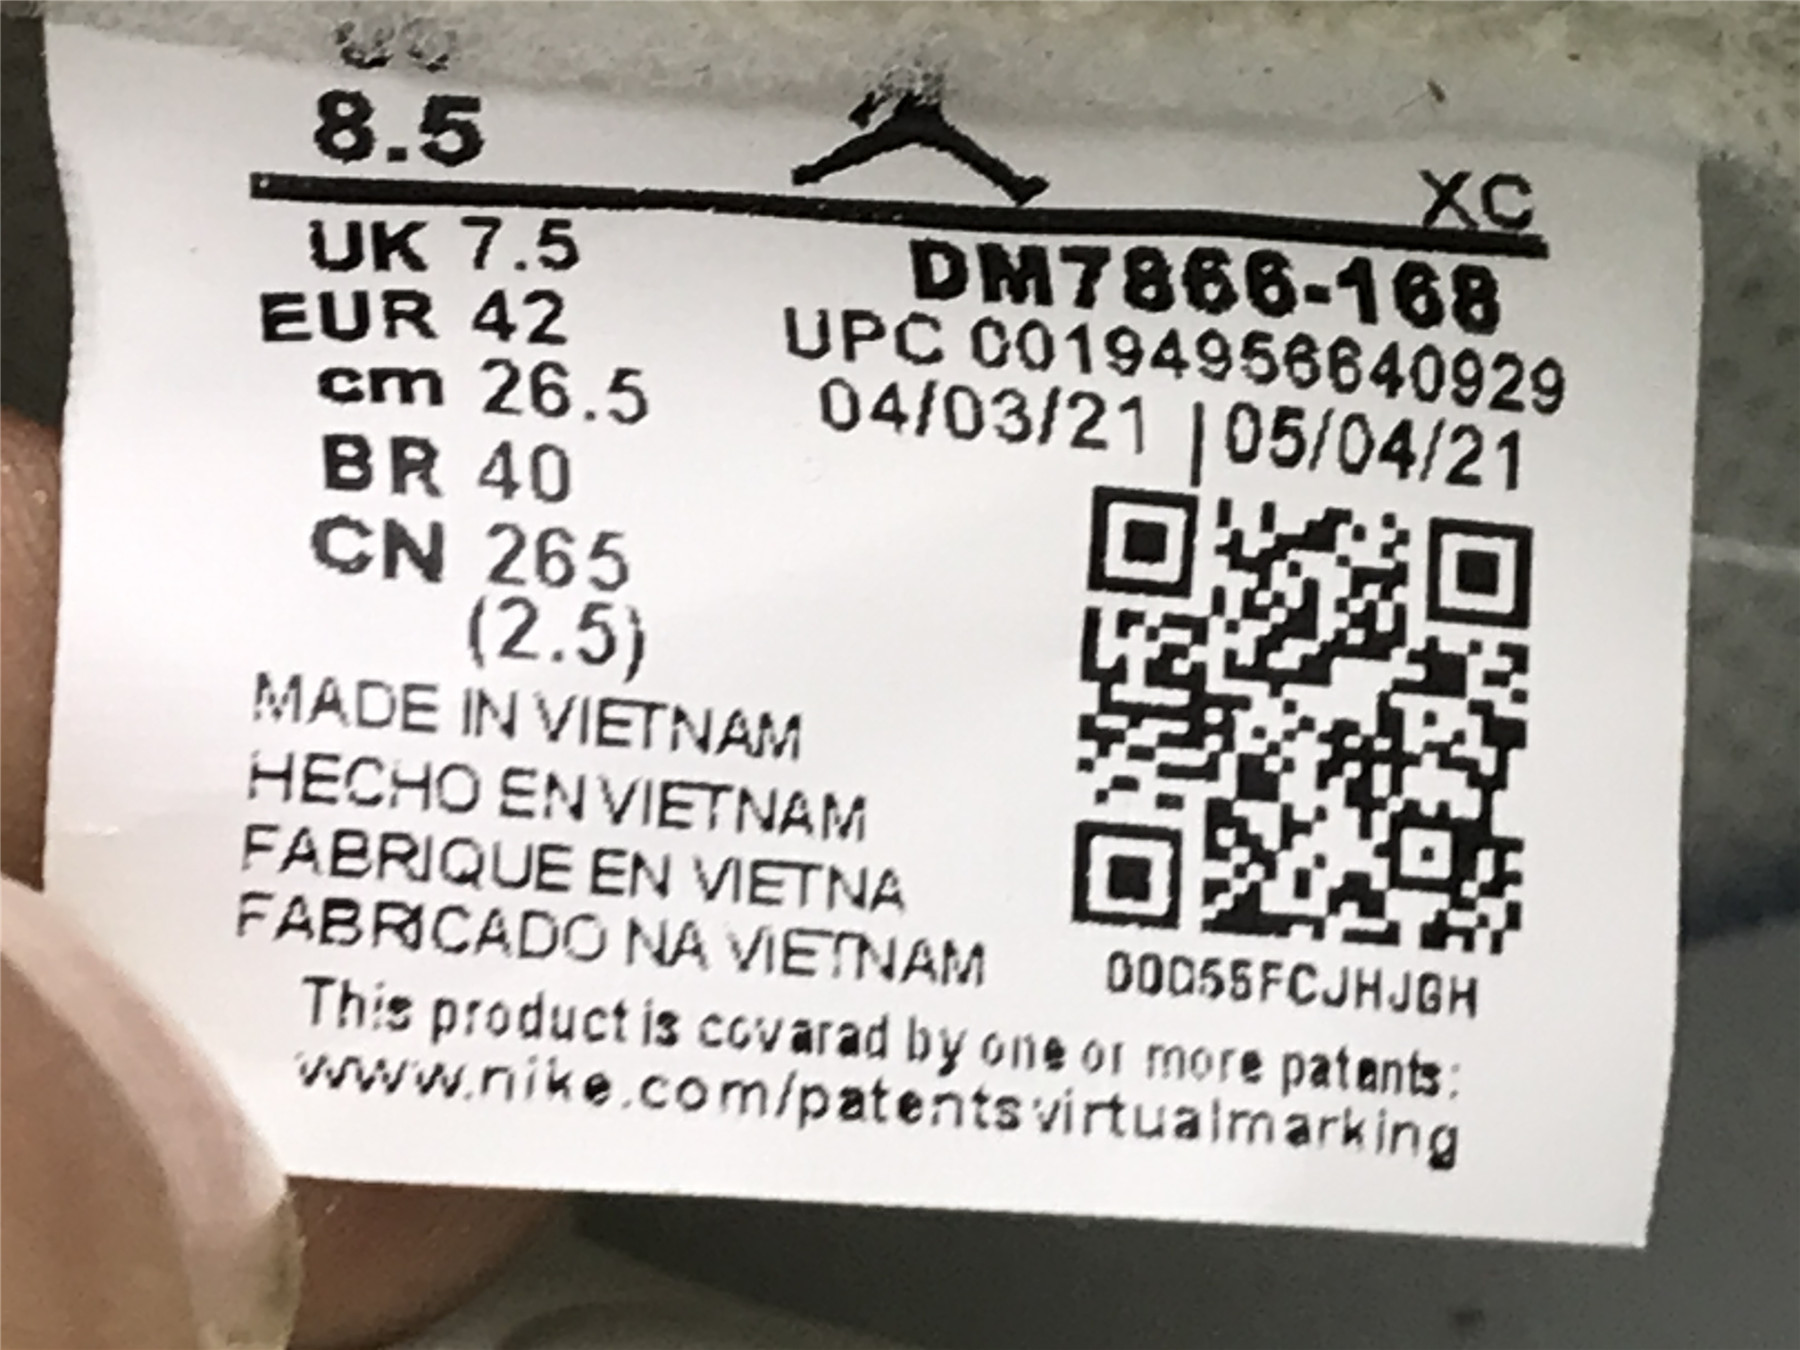 8.5
XC
UK 7.5
EUR 42
cm 26.5
BR 40
CN 265
(2.5)
DM7866-168
UPC 00194956640929
04/03/21 | 05/04/21
MADE IN VIETNAM
HECHO EN VIETNAM
FABRIQUE EN VIETNA
FABRICADO NA VIETNAM
This product is covarad by one or more patents:
www.nike.com/patentsvirtualmarking